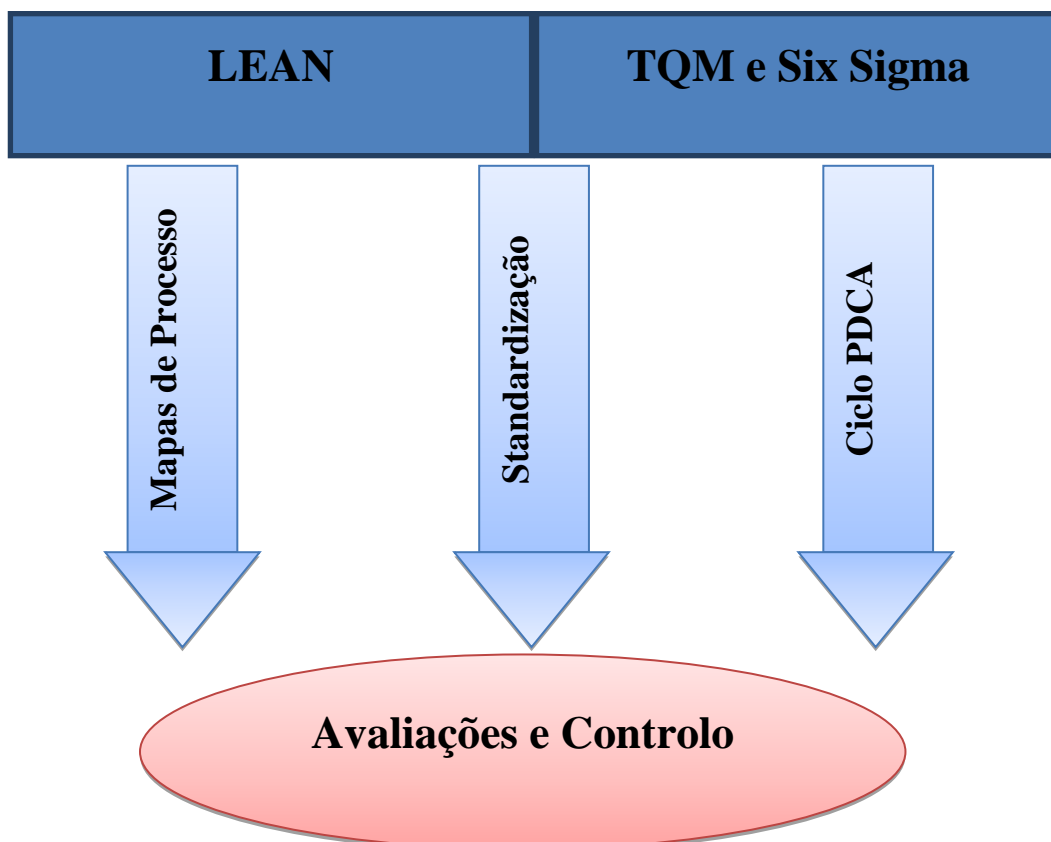 LEAN
TQM e Six Sigma
Mapas de Processo
Standardização
Ciclo PDCA
Avaliações e Controlo